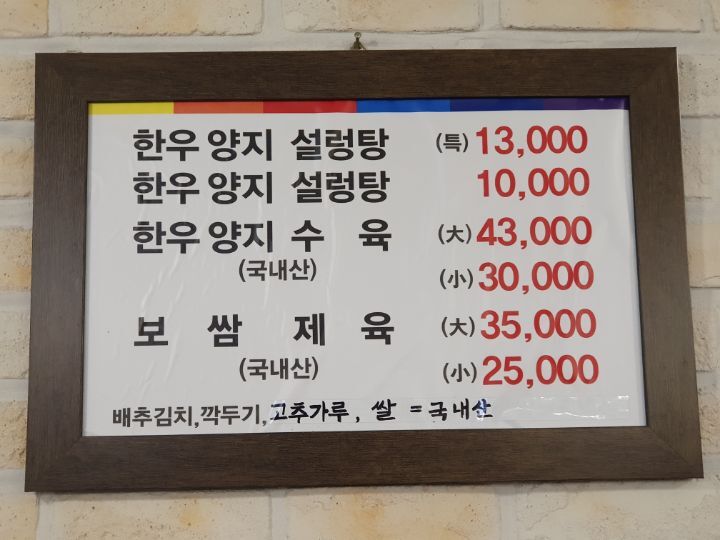 한우 양지 설렁탕 (특) 13,000
한우 양지 설렁탕 10,000
한우 양지 수 육 (大) 43,000
(국내산) (小) 30,000
보 쌈 제 육 (大) 35,000
(국내산) (小) 25,000
배추김치,깍두기,고추가루, 쌀 = 국내산